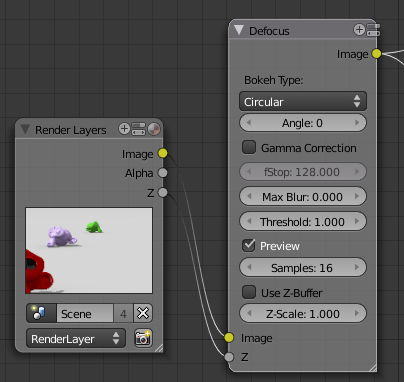 Defocus
Image
Bokeh Type:
Circular
Angle: 0
Gamma Correction
fStop: 128.000
Max Blur: 0.000
Threshold: 1.000
Preview
Samples: 16
Use Z-Buffer
Z-Scale: 1.000
Image
Z
Render Layers
Image
Alpha
Z
Scene 4
RenderLayer